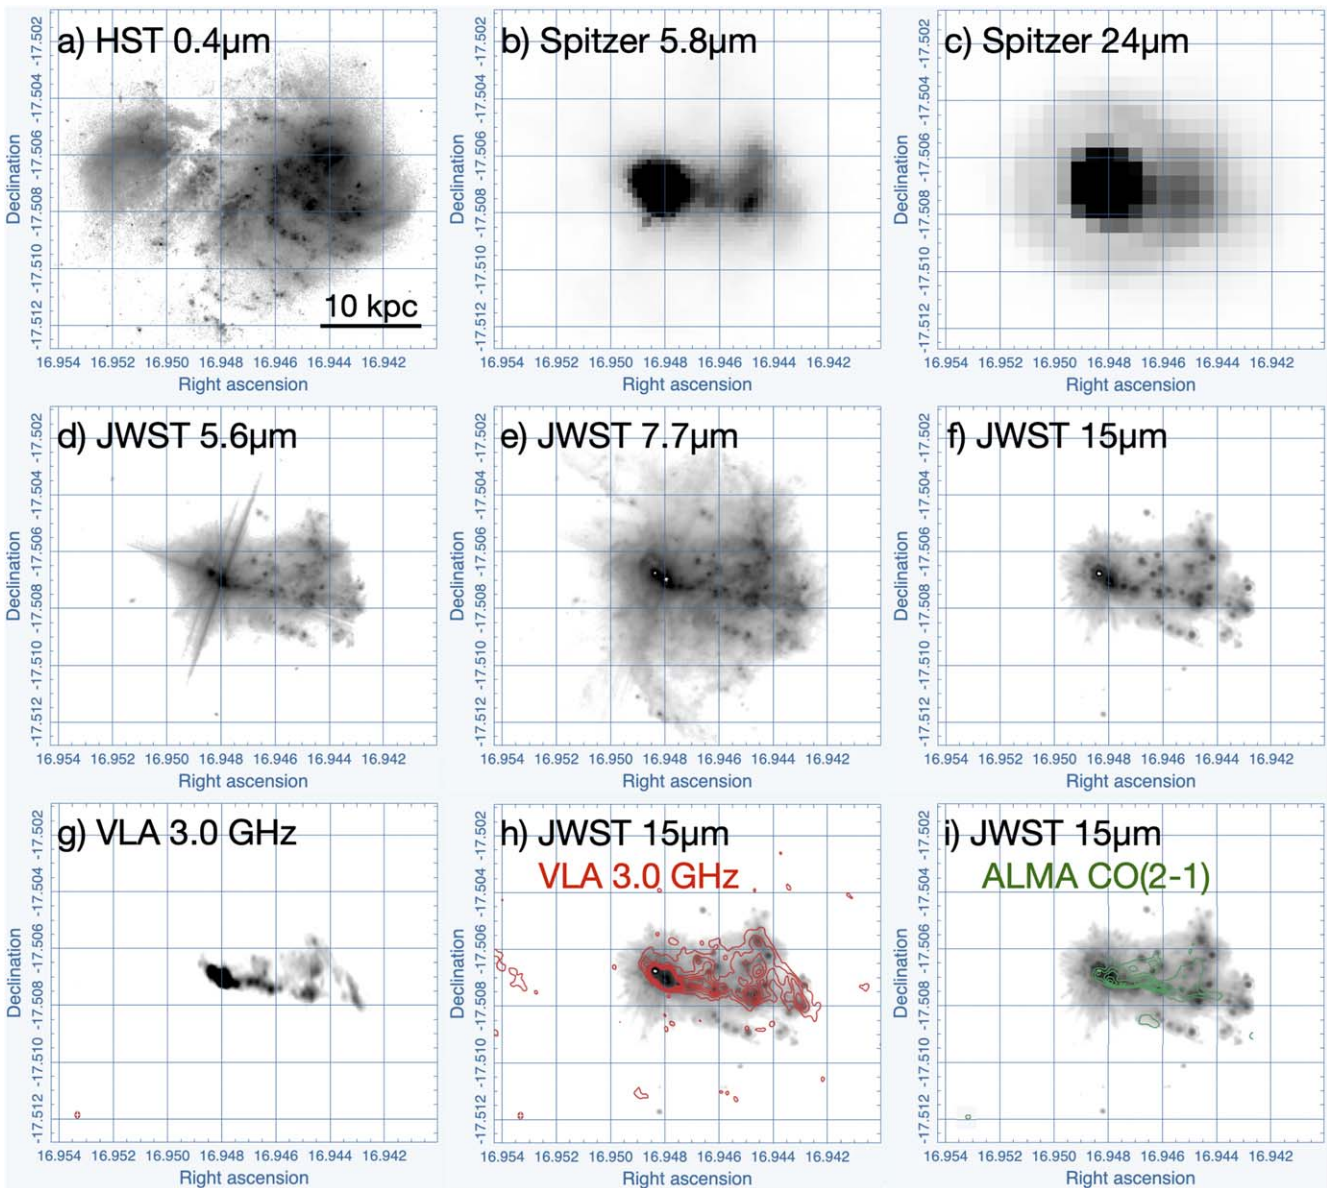 a) HST 0.4μm
b) Spitzer 5.8μm
c) Spitzer 24μm
-17.502
-17.504
-17.506
-17.508
-17.510
-17.512
Declination
10 kpc
16.954 16.952 16.950 16.948 16.946 16.944 16.942
Right ascension
-17.502
-17.504
-17.506
-17.508
-17.510
-17.512
Declination
16.954 16.952 16.950 16.948 16.946 16.944 16.942
Right ascension
-17.502
-17.504
-17.506
-17.508
-17.510
-17.512
Declination
16.954 16.952 16.950 16.948 16.946 16.944 16.942
Right ascension
d) JWST 5.6μm
e) JWST 7.7μm
f) JWST 15μm
-17.502
-17.504
-17.506
-17.508
-17.510
-17.512
Declination
16.954 16.952 16.950 16.948 16.946 16.944 16.942
Right ascension
-17.502
-17.504
-17.506
-17.508
-17.510
-17.512
Declination
16.954 16.952 16.950 16.948 16.946 16.944 16.942
Right ascension
-17.502
-17.504
-17.506
-17.508
-17.510
-17.512
Declination
16.954 16.952 16.950 16.948 16.946 16.944 16.942
Right ascension
g) VLA 3.0 GHz
h) JWST 15μm
VLA 3.0 GHz
i) JWST 15μm
ALMA CO(2-1)
-17.502
-17.504
-17.506
-17.508
-17.510
-17.512
Declination
16.954 16.952 16.950 16.948 16.946 16.944 16.942
Right ascension
-17.502
-17.504
-17.506
-17.508
-17.510
-17.512
Declination
16.954 16.952 16.950 16.948 16.946 16.944 16.942
Right ascension
-17.502
-17.504
-17.506
-17.508
-17.510
-17.512
Declination
16.954 16.952 16.950 16.948 16.946 16.944 16.942
Right ascension